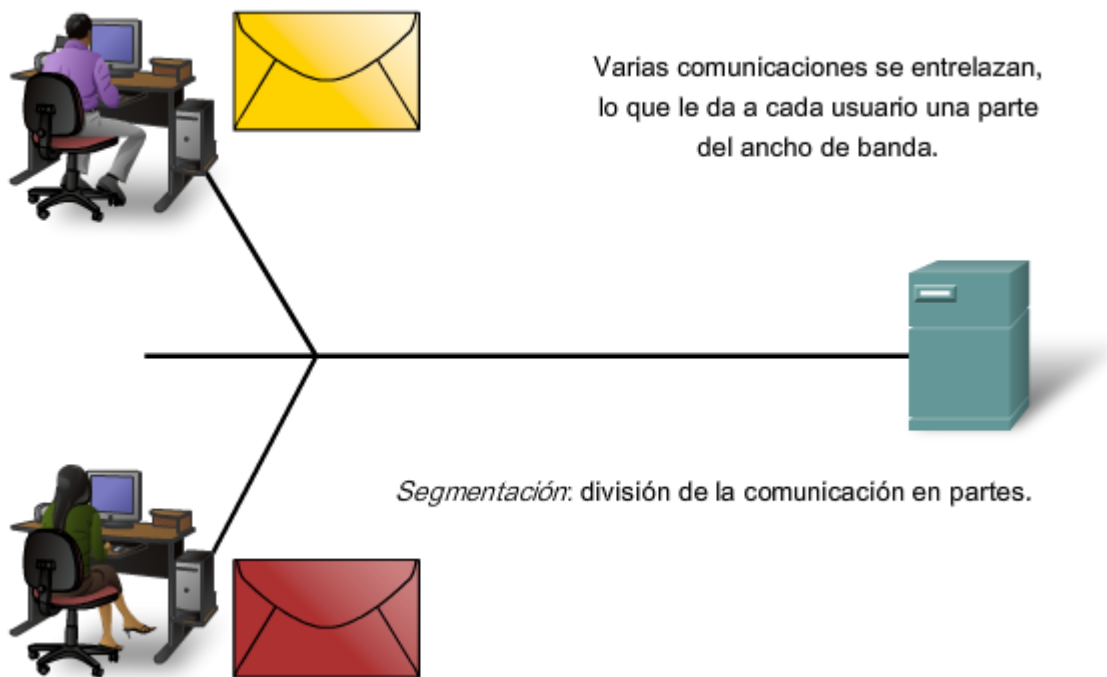 Varias comunicaciones se entrelazan,
lo que le da a cada usuario una parte
del ancho de banda.
Segmentación: división de la comunicación en partes.